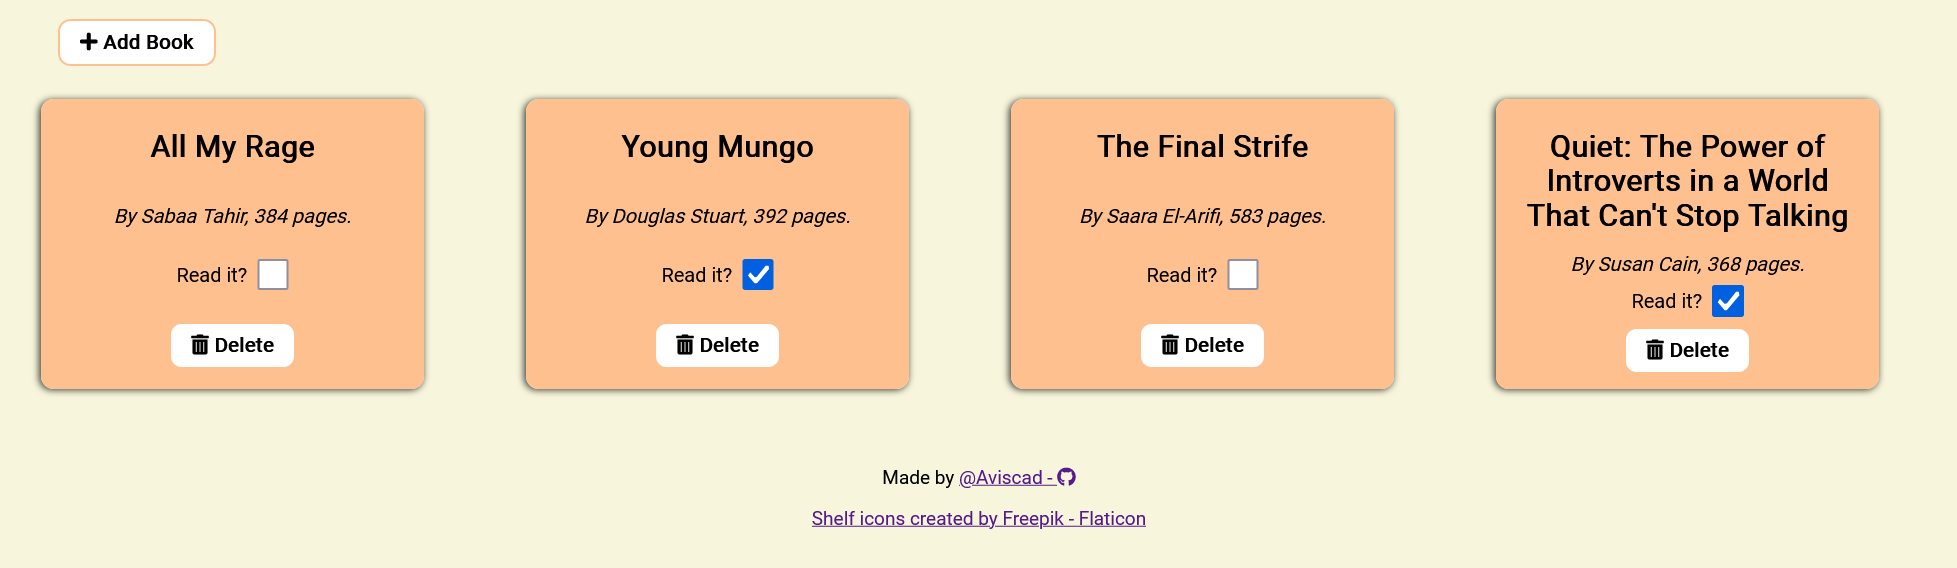 Add Book
All My Rage
By Sabaa Tahir, 384 pages.
Read it?
Delete
Young Mungo
By Douglas Stuart, 392 pages.
Read it?
Delete
The Final Strife
By Saara El-Arifi, 583 pages.
Read it?
Delete
Quiet: The Power of
Introverts in a World
That Can't Stop Talking
By Susan Cain, 368 pages.
Read it?
Delete
Made by @Aviscad -
Shelf icons created by Freepik - Flaticon